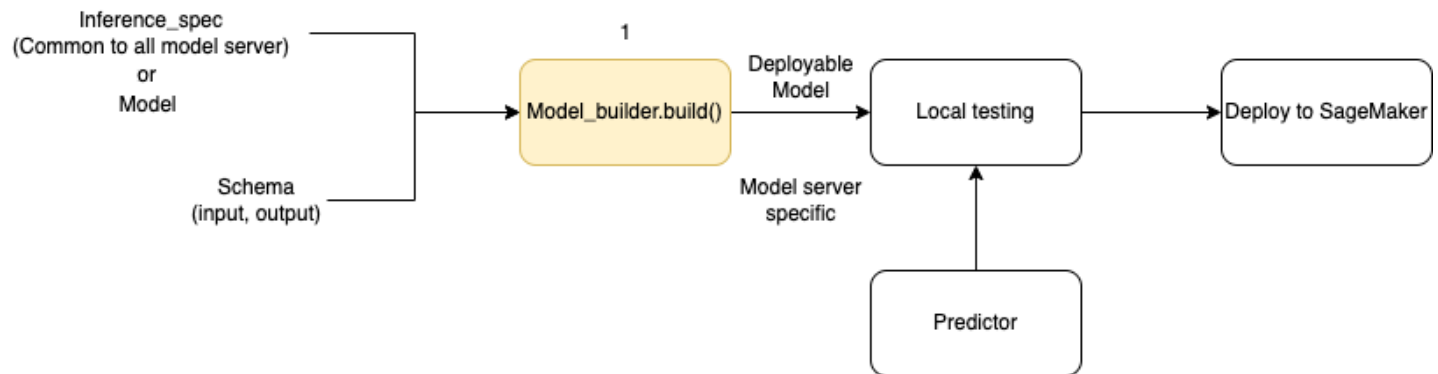 Inference_spec
(Common to all model server)
or
Model
Schema
(input, output)
1
Model_builder.build()
Deployable
Model
Model server
specific
Local testing
Predictor
Deploy to SageMaker